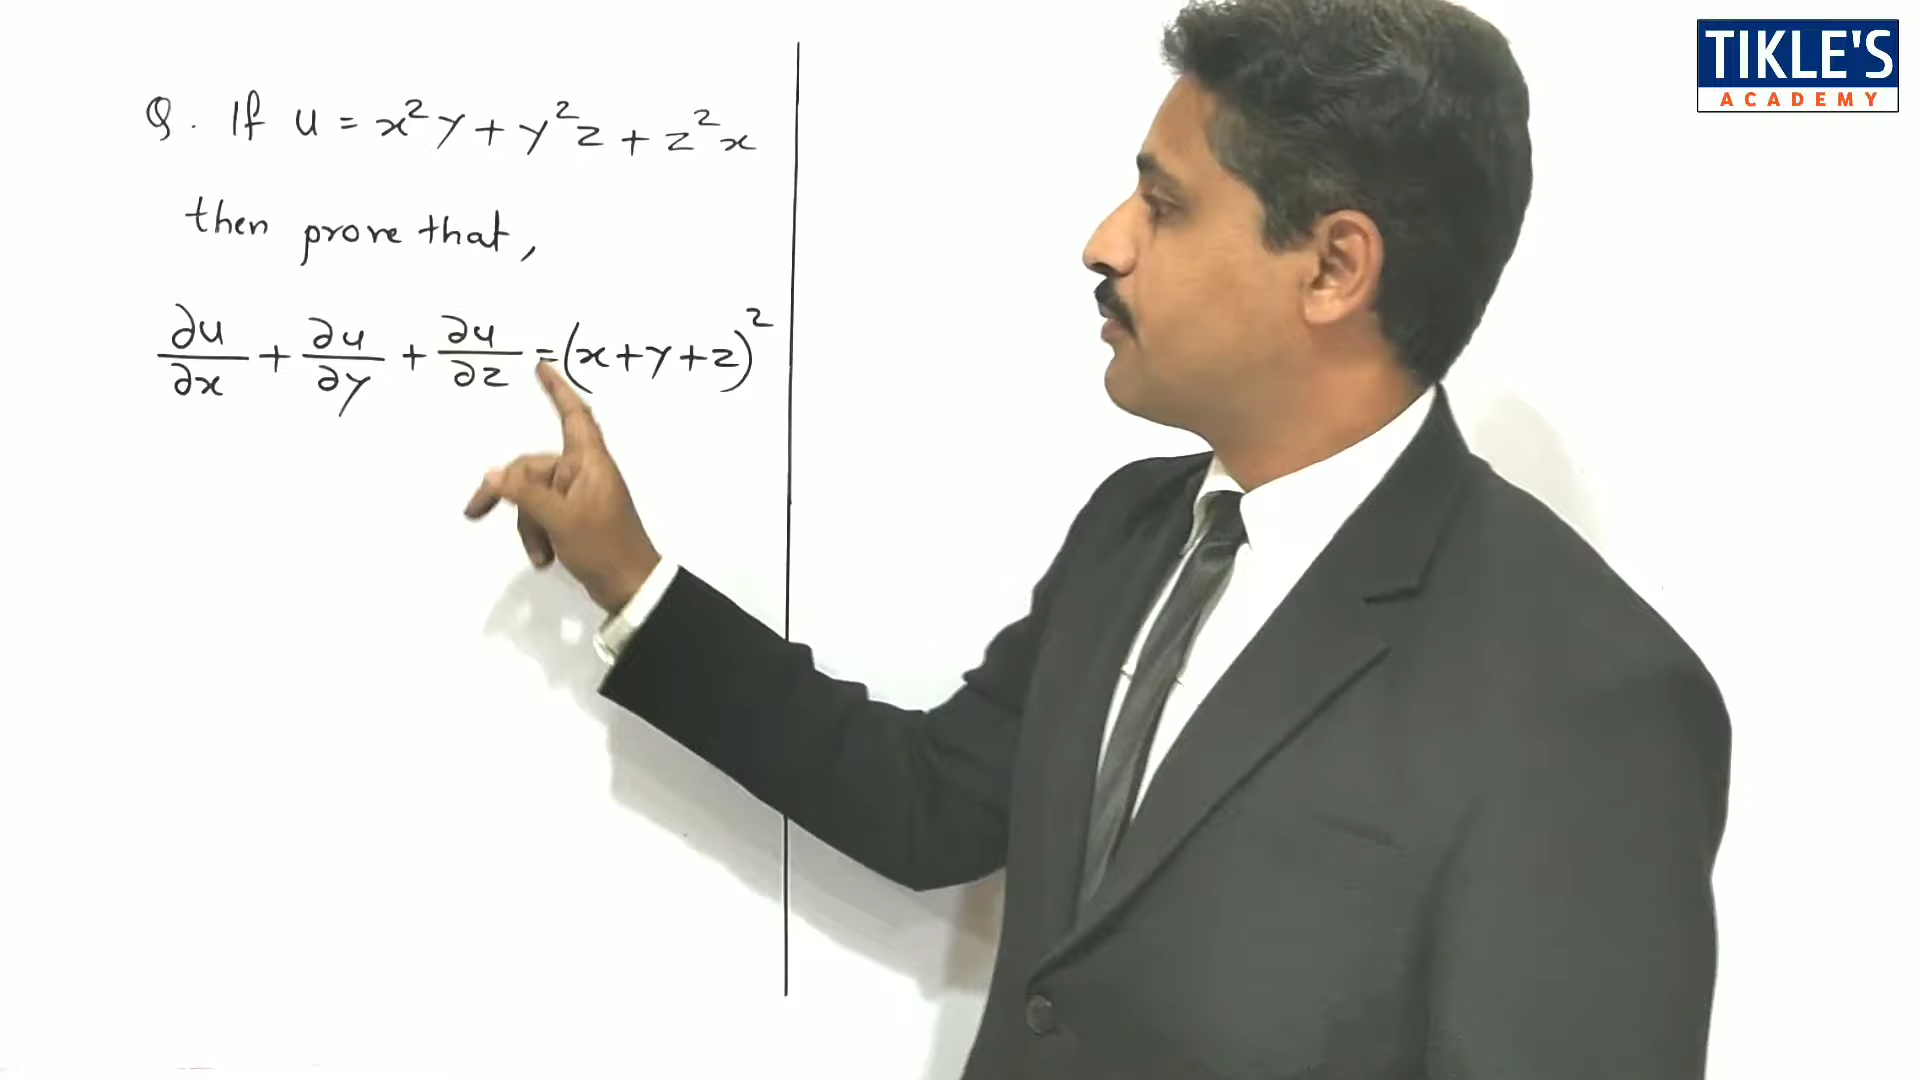 Q. If u = x²y + y²z + z²x
then prove that,
∂u/∂x + ∂u/∂y + ∂u/∂z = (x+y+z)²
TIKLE'S
ACADEMY